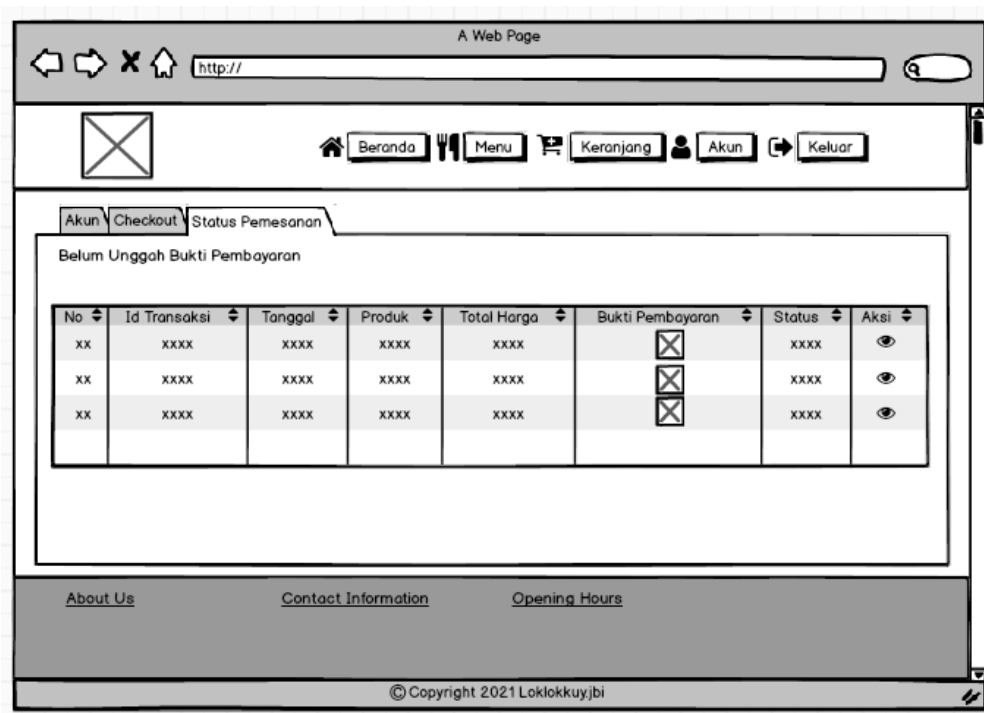 A Web Page
http://
Beranda Menu Keranjang Akun Keluar
Akun Checkout Status Pemesanan
Belum Unggah Bukti Pembayaran
No Id Transaksi Tanggal Produk Total Harga Bukti Pembayaran Status Aksi
xx xxxx xxxx xxxx xxxx xxxx
xx xxxx xxxx xxxx xxxx xxxx
xx xxxx xxxx xxxx xxxx xxxx
About Us Contact Information Opening Hours
© Copyright 2021 Loklokkuy.jbi